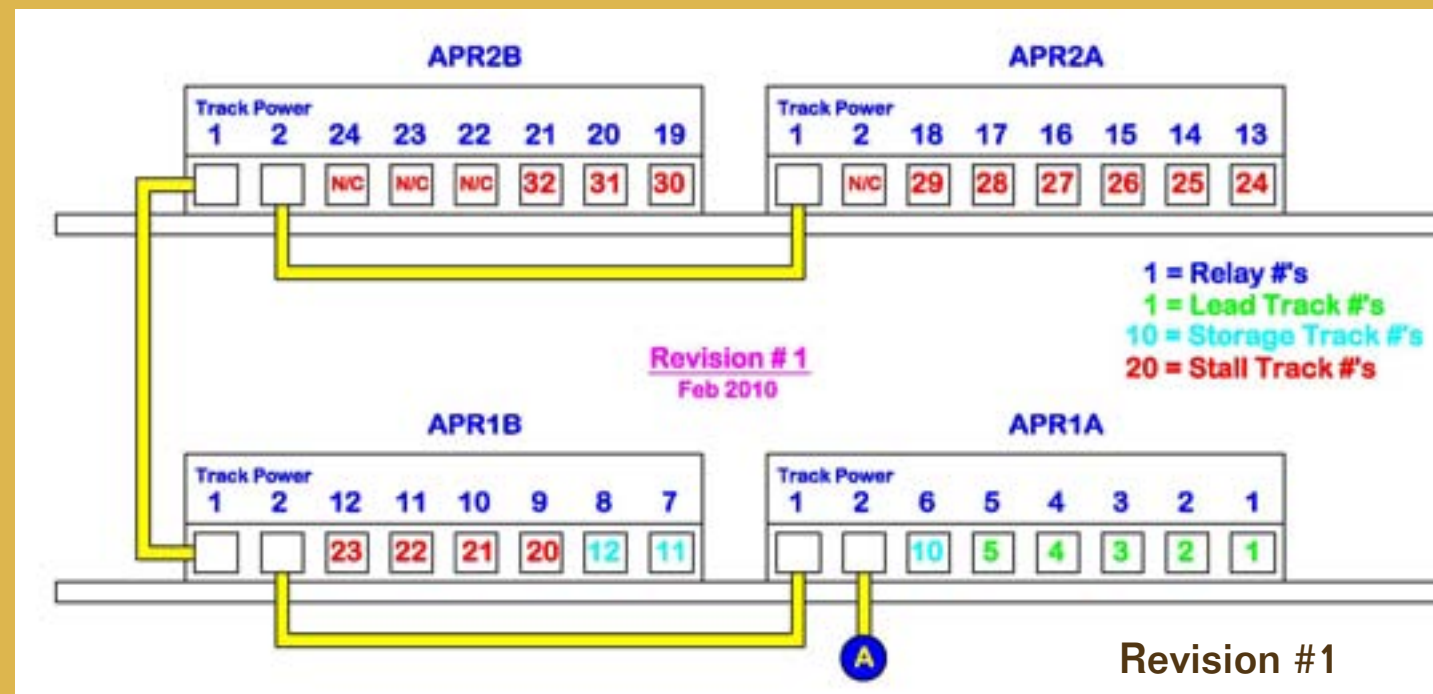 APR2B
APR2A
Track Power
1 2 24 23 22 21 20 19
N/C N/C N/C 32 31 30
Track Power
1 2 18 17 16 15 14 13
N/C 29 28 27 26 25 24
1 = Relay #'s
1 = Lead Track #'s
10 = Storage Track #'s
20 = Stall Track #'s
Revision # 1
Feb 2010
APR1B
APR1A
Track Power
1 2 12 11 10 9 8 7
23 22 21 20 12 11
Track Power
1 2 6 5 4 3 2 1
10 5 4 3 2 1
A
Revision #1